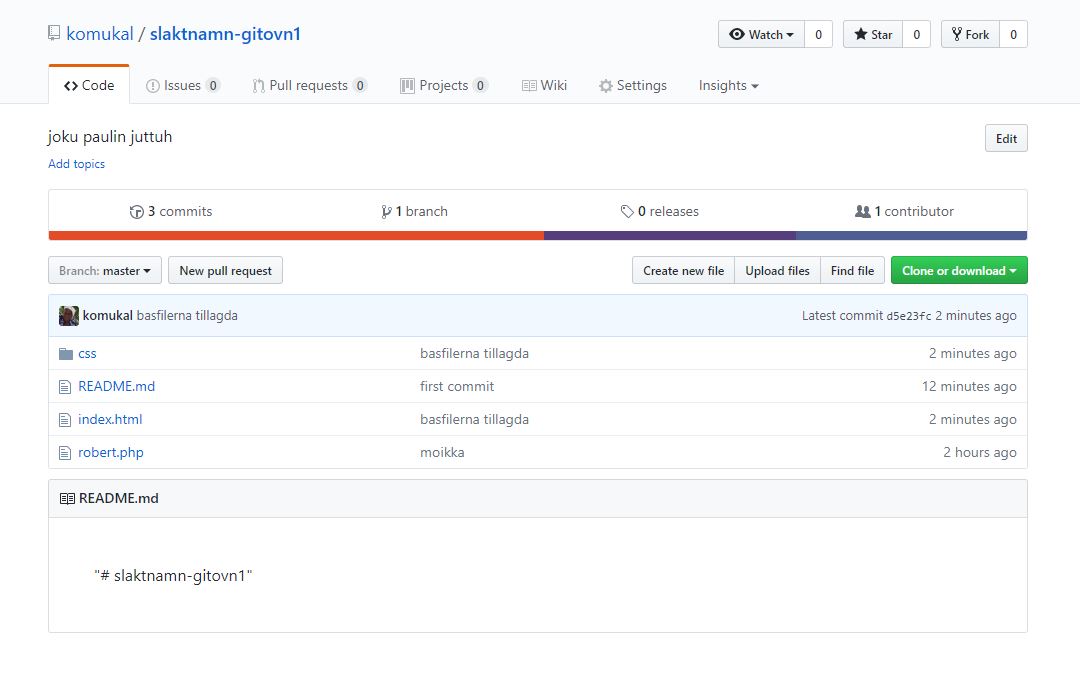 komukal / slaktnamn-gitovn1
Watch 0 Star 0 Fork 0
Code Issues 0 Pull requests 0 Projects 0 Wiki Settings Insights
joku paulin juttuh
Edit
Add topics
3 commits 1 branch 0 releases 1 contributor
Branch: master New pull request Create new file Upload files Find file Clone or download
komukal basfilerna tillagda Latest commit d5e23fc 2 minutes ago
css basfilerna tillagda 2 minutes ago
README.md first commit 12 minutes ago
index.html basfilerna tillagda 2 minutes ago
robert.php moikka 2 hours ago
README.md
"# slaktnamn-gitovn1"